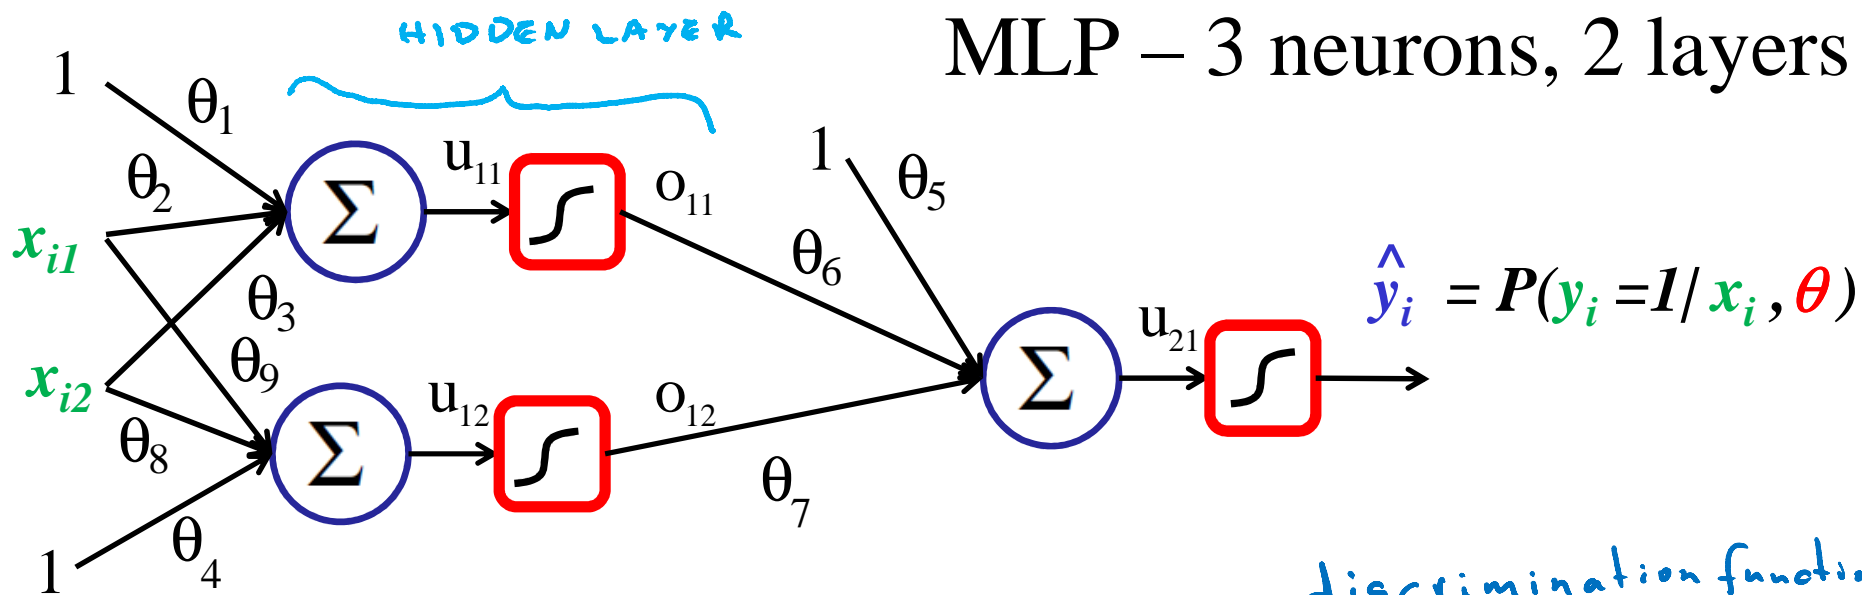 HIDDEN LAYER
MLP – 3 neurons, 2 layers
1
θ1
θ2
xi1
θ3
θ9
xi2
θ8
θ4
1
Σ
u11
o11
Σ
u12
o12
1
θ5
θ6
θ7
Σ
u21
ŷi = P(yi =1/ xi , θ )
discrimination